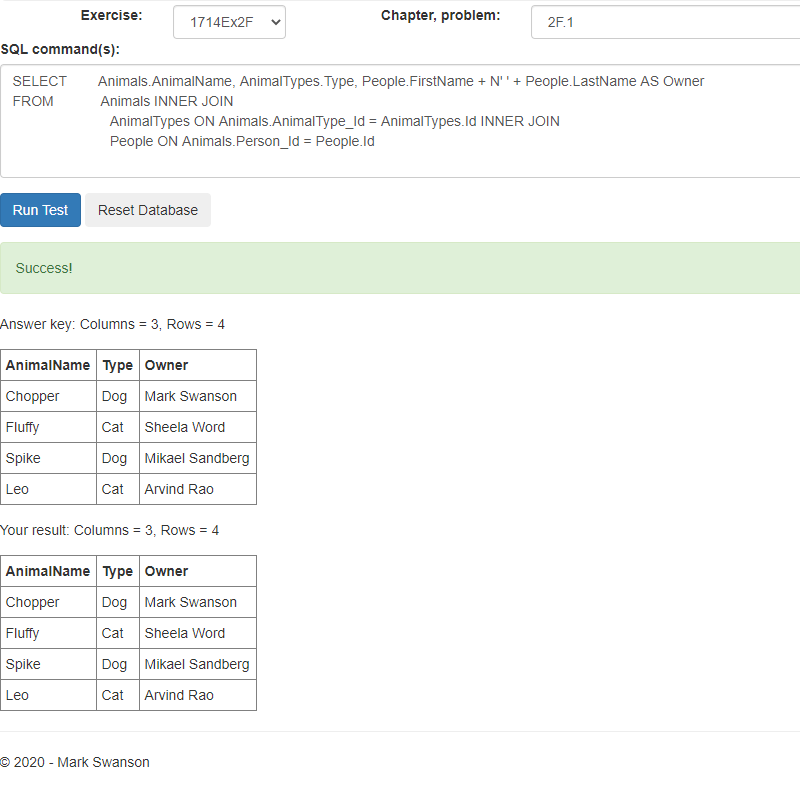 Exercise: 1714Ex2F Chapter, problem: 2F.1
SQL command(s):
SELECT Animals.AnimalName, AnimalTypes.Type, People.FirstName + N' ' + People.LastName AS Owner
FROM Animals INNER JOIN
AnimalTypes ON Animals.AnimalType_Id = AnimalTypes.Id INNER JOIN
People ON Animals.Person_Id = People.Id
Run Test Reset Database
Success!
Answer key: Columns = 3, Rows = 4
AnimalName Type Owner
Chopper Dog Mark Swanson
Fluffy Cat Sheela Word
Spike Dog Mikael Sandberg
Leo Cat Arvind Rao
Your result: Columns = 3, Rows = 4
AnimalName Type Owner
Chopper Dog Mark Swanson
Fluffy Cat Sheela Word
Spike Dog Mikael Sandberg
Leo Cat Arvind Rao
© 2020 - Mark Swanson